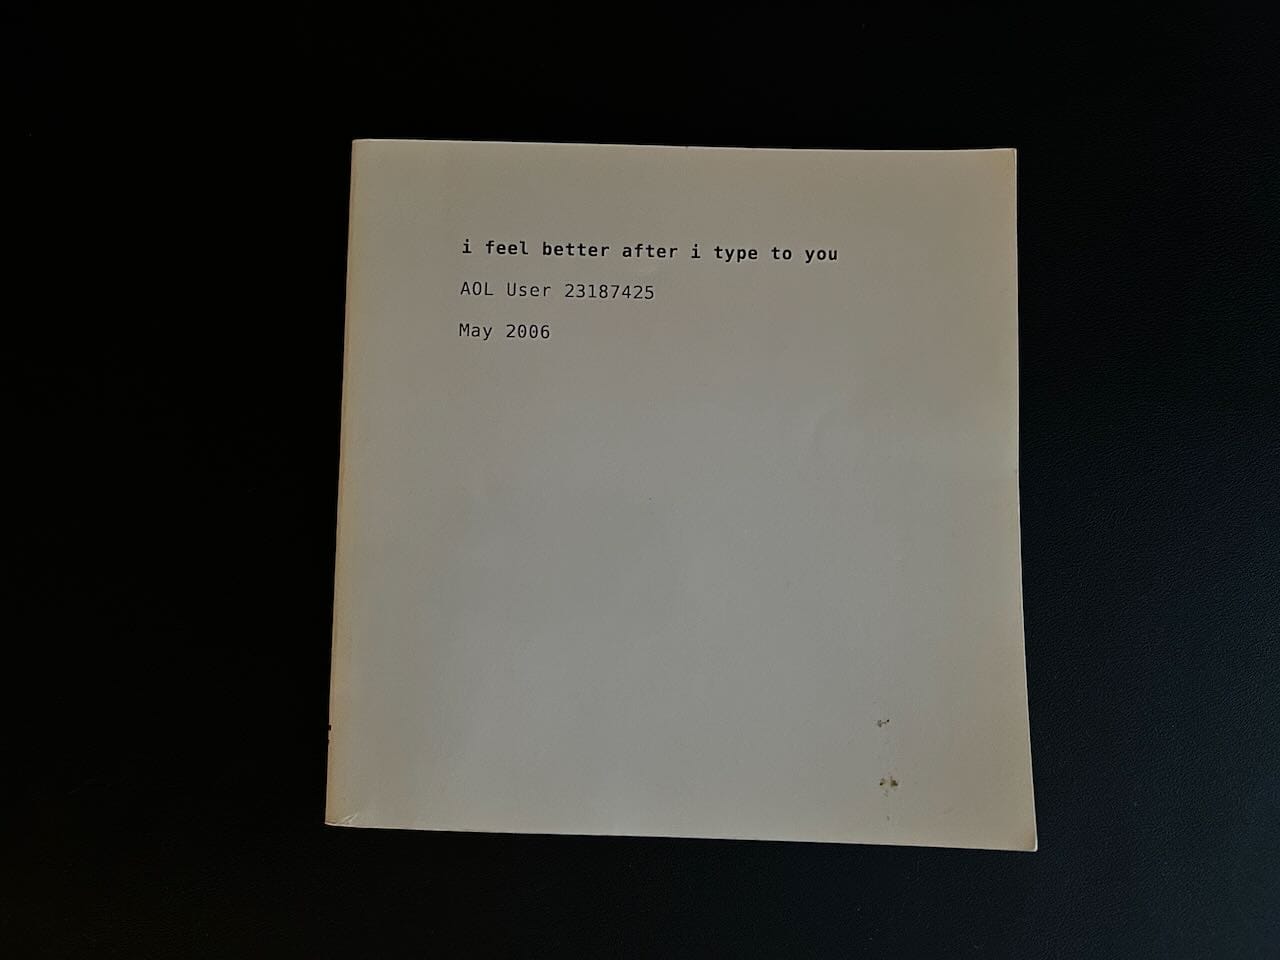 i feel better after i type to you
AOL User 23187425
May 2006